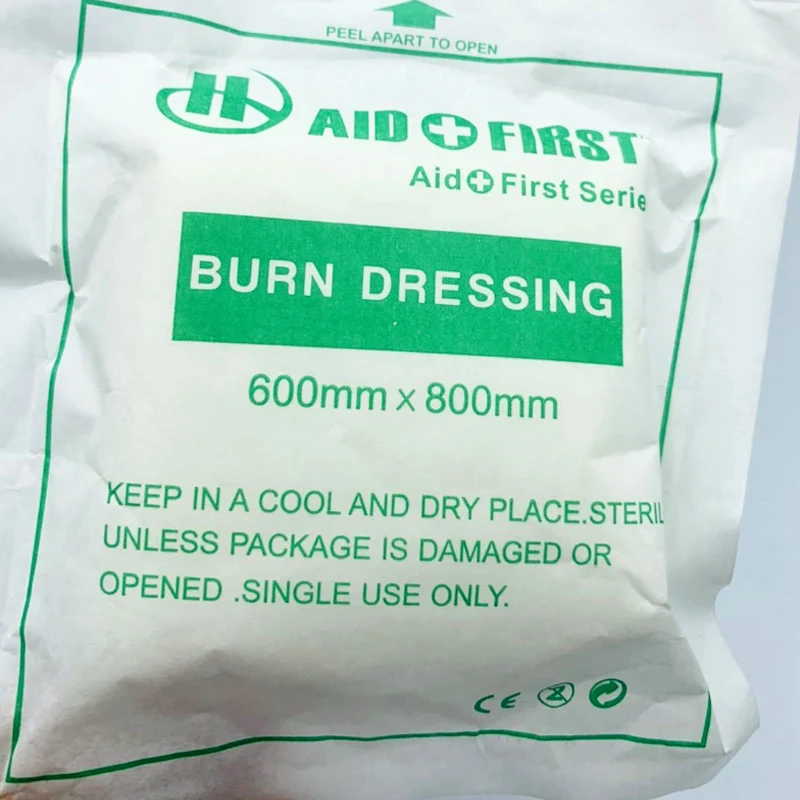 PEEL APART TO OPEN
H AID FIRST
Aid First Serie
BURN DRESSING
600mm x 800mm
KEEP IN A COOL AND DRY PLACE.STERIL
UNLESS PACKAGE IS DAMAGED OR
OPENED .SINGLE USE ONLY.
CE 2